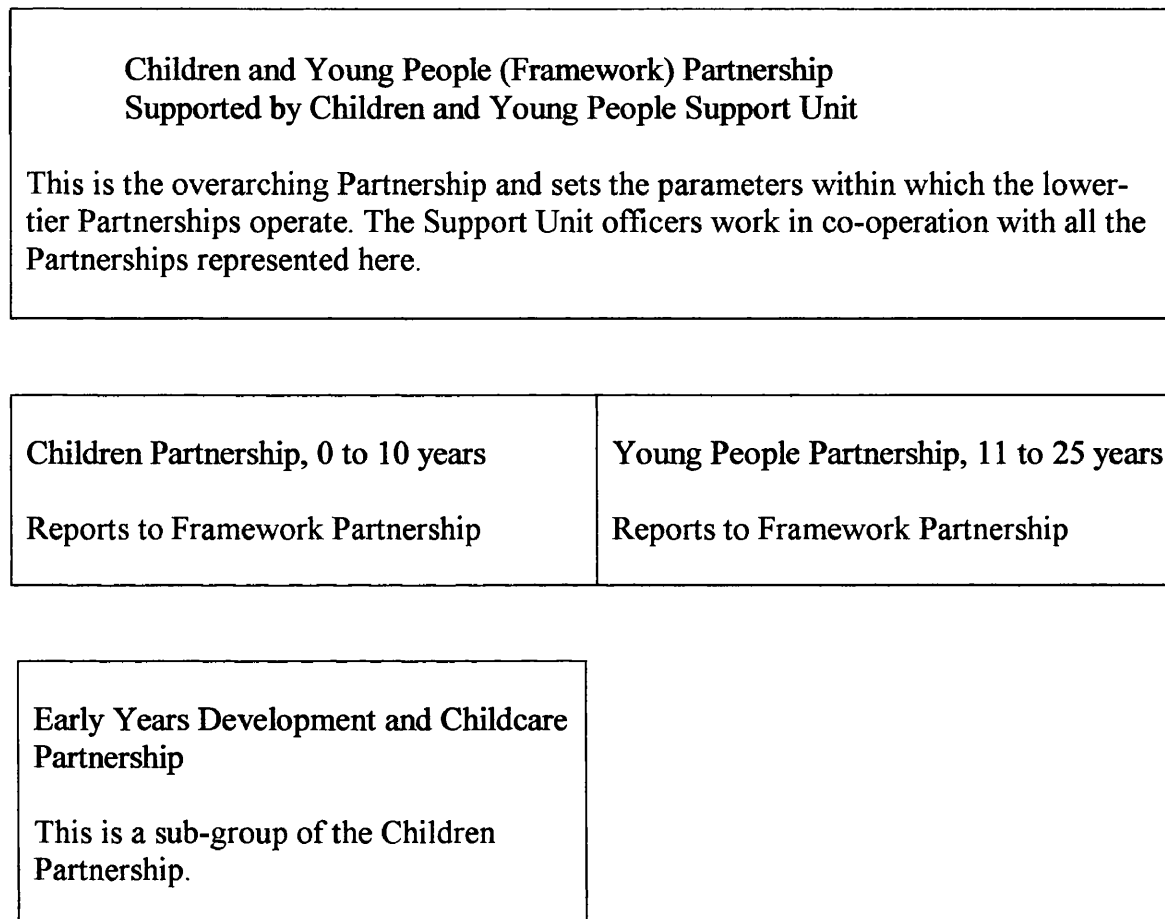 Children and Young People (Framework) Partnership
Supported by Children and Young People Support Unit
This is the overarching Partnership and sets the parameters within which the lower-
tier Partnerships operate. The Support Unit officers work in co-operation with all the
Partnerships represented here.
Children Partnership, 0 to 10 years
Reports to Framework Partnership
Young People Partnership, 11 to 25 years
Reports to Framework Partnership
Early Years Development and Childcare
Partnership
This is a sub-group of the Children
Partnership.